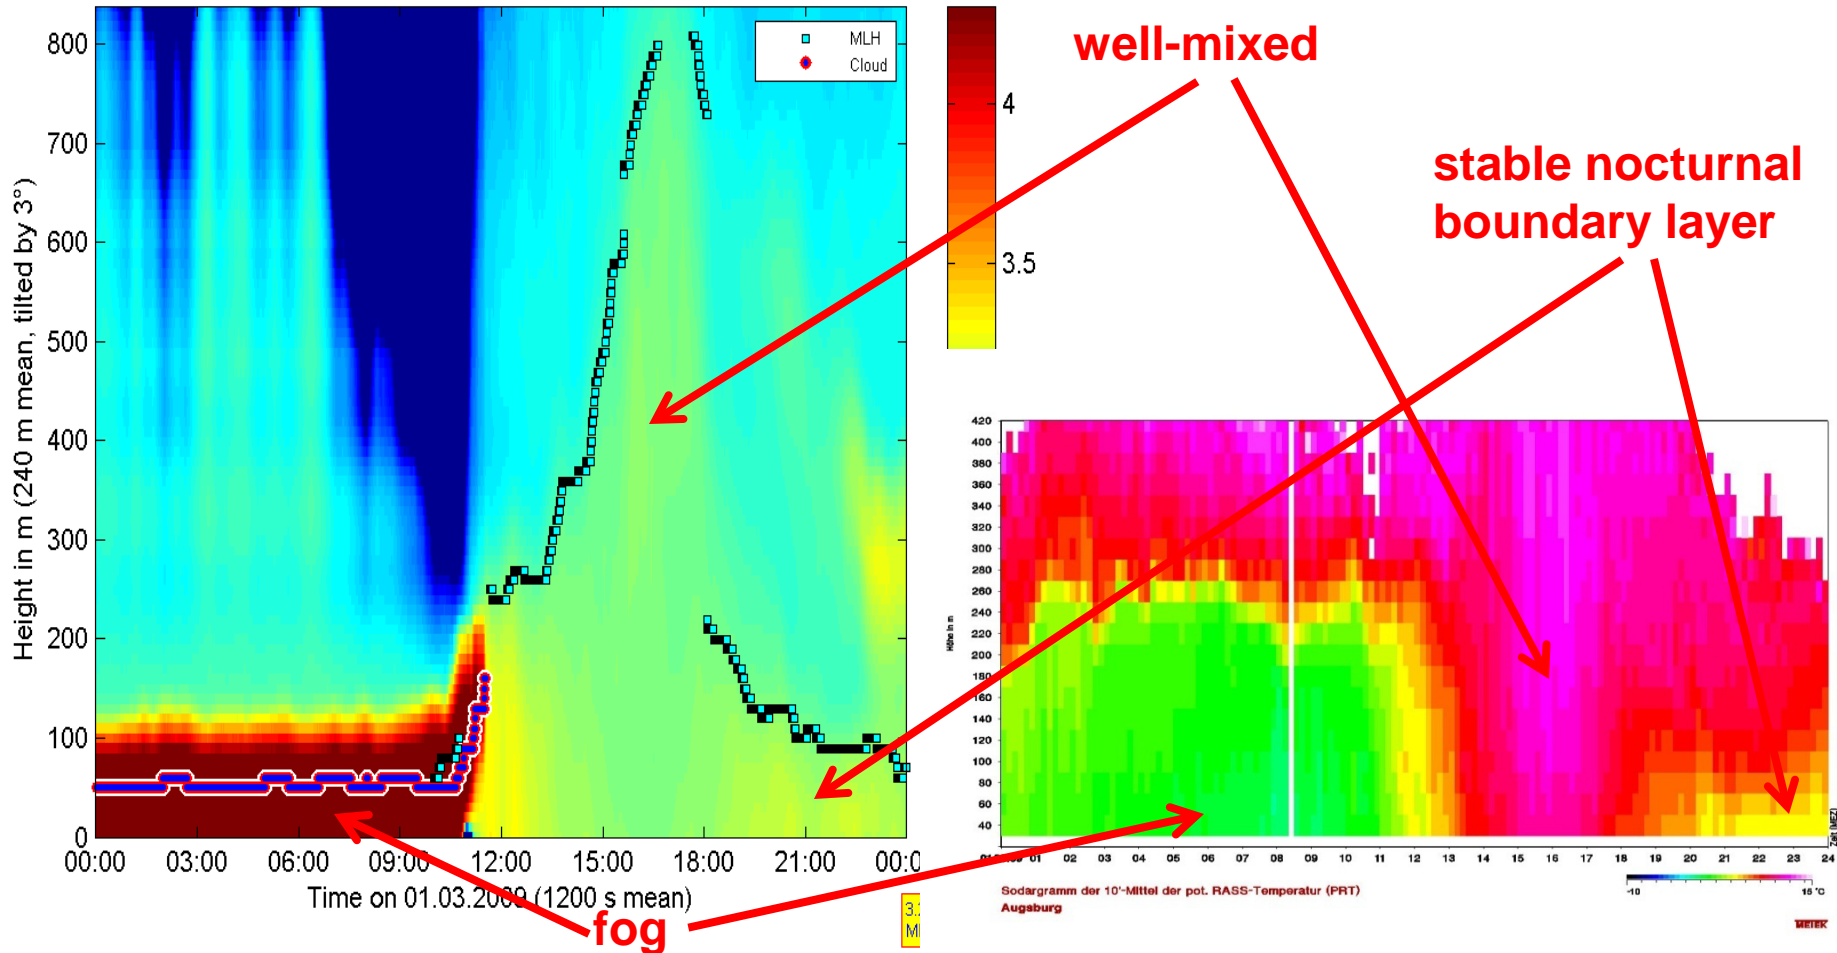 800
700
600
500
400
300
200
100
0
Height in m (240 m mean, tilted by 3°)
MLH
Cloud
00:00 03:00 06:00 09:00 12:00 15:00 18:00 21:00 00:0
Time on 01.03.2009 (1200 s mean)
4
3.5
well-mixed
stable nocturnal
boundary layer
fog
420
400
380
360
340
320
300
280
260
240
220
200
180
160
140
120
100
80
60
40
Höhe in m
01 02 03 04 05 06 07 08 09 10 11 12 13 14 15 16 17 18 19 20 21 22 23 24
Zeit (MEZ)
-10 15 °C
Sodargramm der 10'-Mittel der pot. RASS-Temperatur (PRT)
Augsburg
METEK